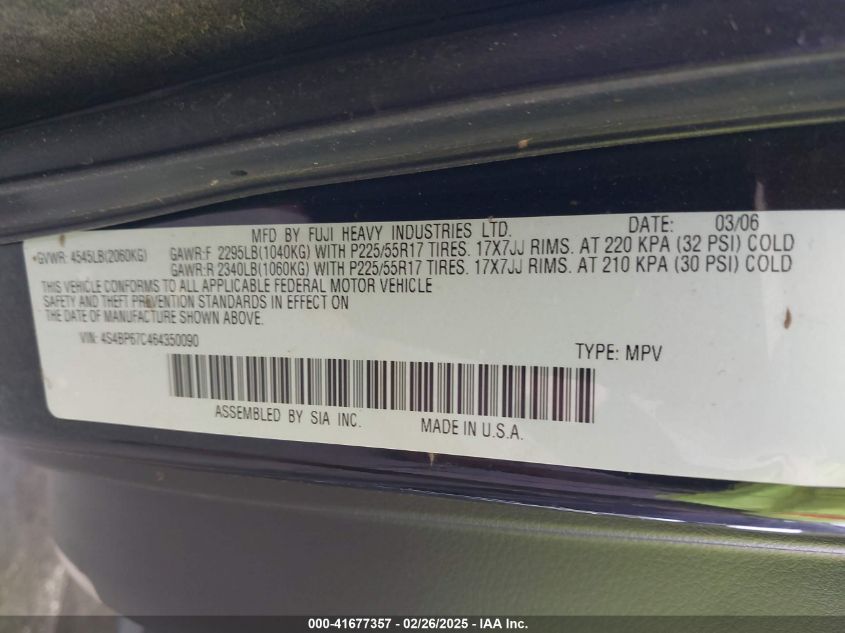 MFD BY FUJI HEAVY INDUSTRIES LTD. DATE: 03/06
GVWR: 4545LB(2060KG) GAWR:F 2295LB(1040KG) WITH P225/55R17 TIRES. 17X7JJ RIMS. AT 220 KPA (32 PSI) COLD
GAWR:R 2340LB(1060KG) WITH P225/55R17 TIRES. 17X7JJ RIMS. AT 210 KPA (30 PSI) COLD
THIS VEHICLE CONFORMS TO ALL APPLICABLE FEDERAL MOTOR VEHICLE
SAFETY AND THEFT PREVENTION STANDARDS IN EFFECT ON
THE DATE OF MANUFACTURE SHOWN ABOVE.
VIN: 4S4BP67C464350090 TYPE: MPV
ASSEMBLED BY SIA INC. MADE IN U.S.A.
000-41677357 - 02/26/2025 - IAA Inc.